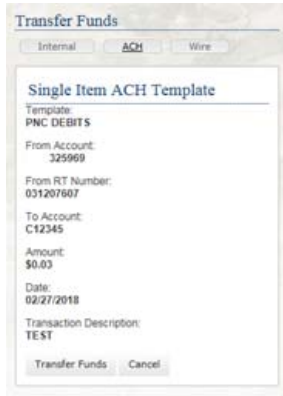 Transfer Funds
Internal ACH Wire
Single Item ACH Template
Template:
PNC DEBITS
From Account:
325969
From RT Number:
031207607
To Account:
C12345
Amount:
$0.03
Date:
02/27/2018
Transaction Description:
TEST
Transfer Funds Cancel